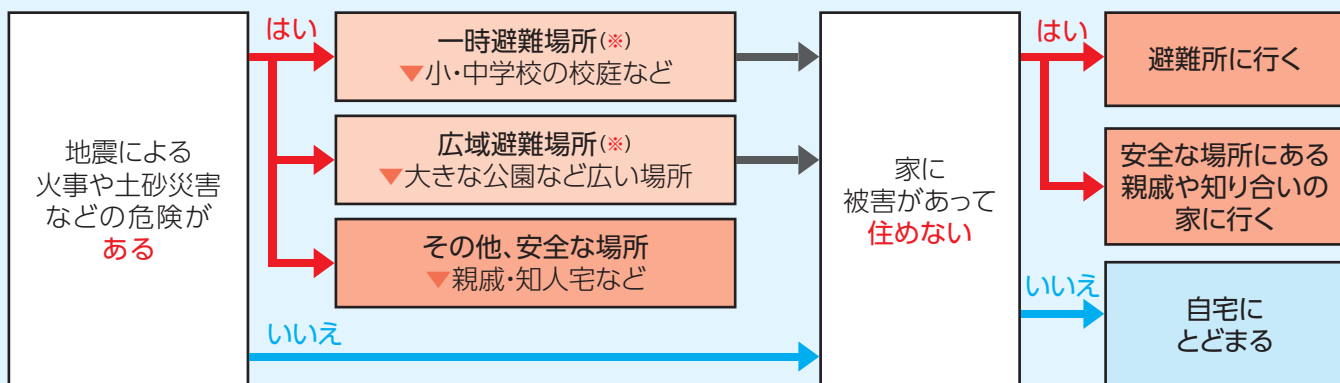 地震による
火事や土砂災害
などの危険が
ある
はい
一時避難場所(※)
▼小・中学校の校庭など
広域避難場所(※)
▼大きな公園など広い場所
その他、安全な場所
▼親戚・知人宅など
いいえ
家に
被害があって
住めない
はい
避難所に行く
安全な場所にある
親戚や知り合いの
家に行く
いいえ
自宅に
とどまる